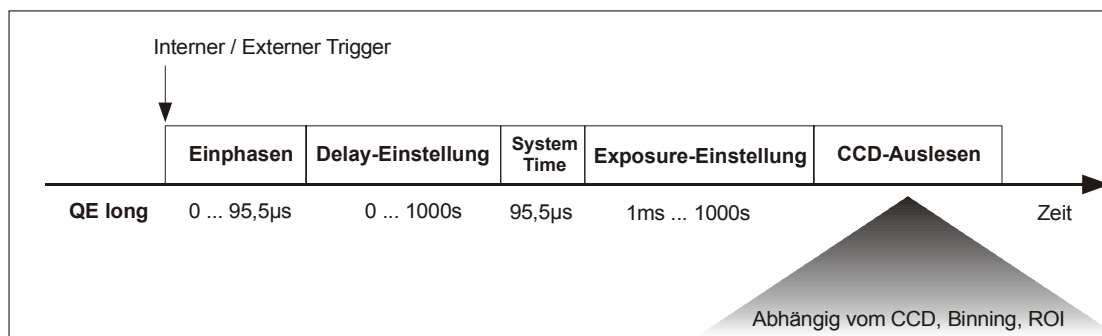 Interner / Externer Trigger
Einphasen
Delay-Einstellung
System
Time
Exposure-Einstellung
CCD-Auslesen
QE long
0 ... 95,5µs
0 ... 1000s
95,5µs
1ms ... 1000s
Zeit
Abhängig vom CCD, Binning, ROI